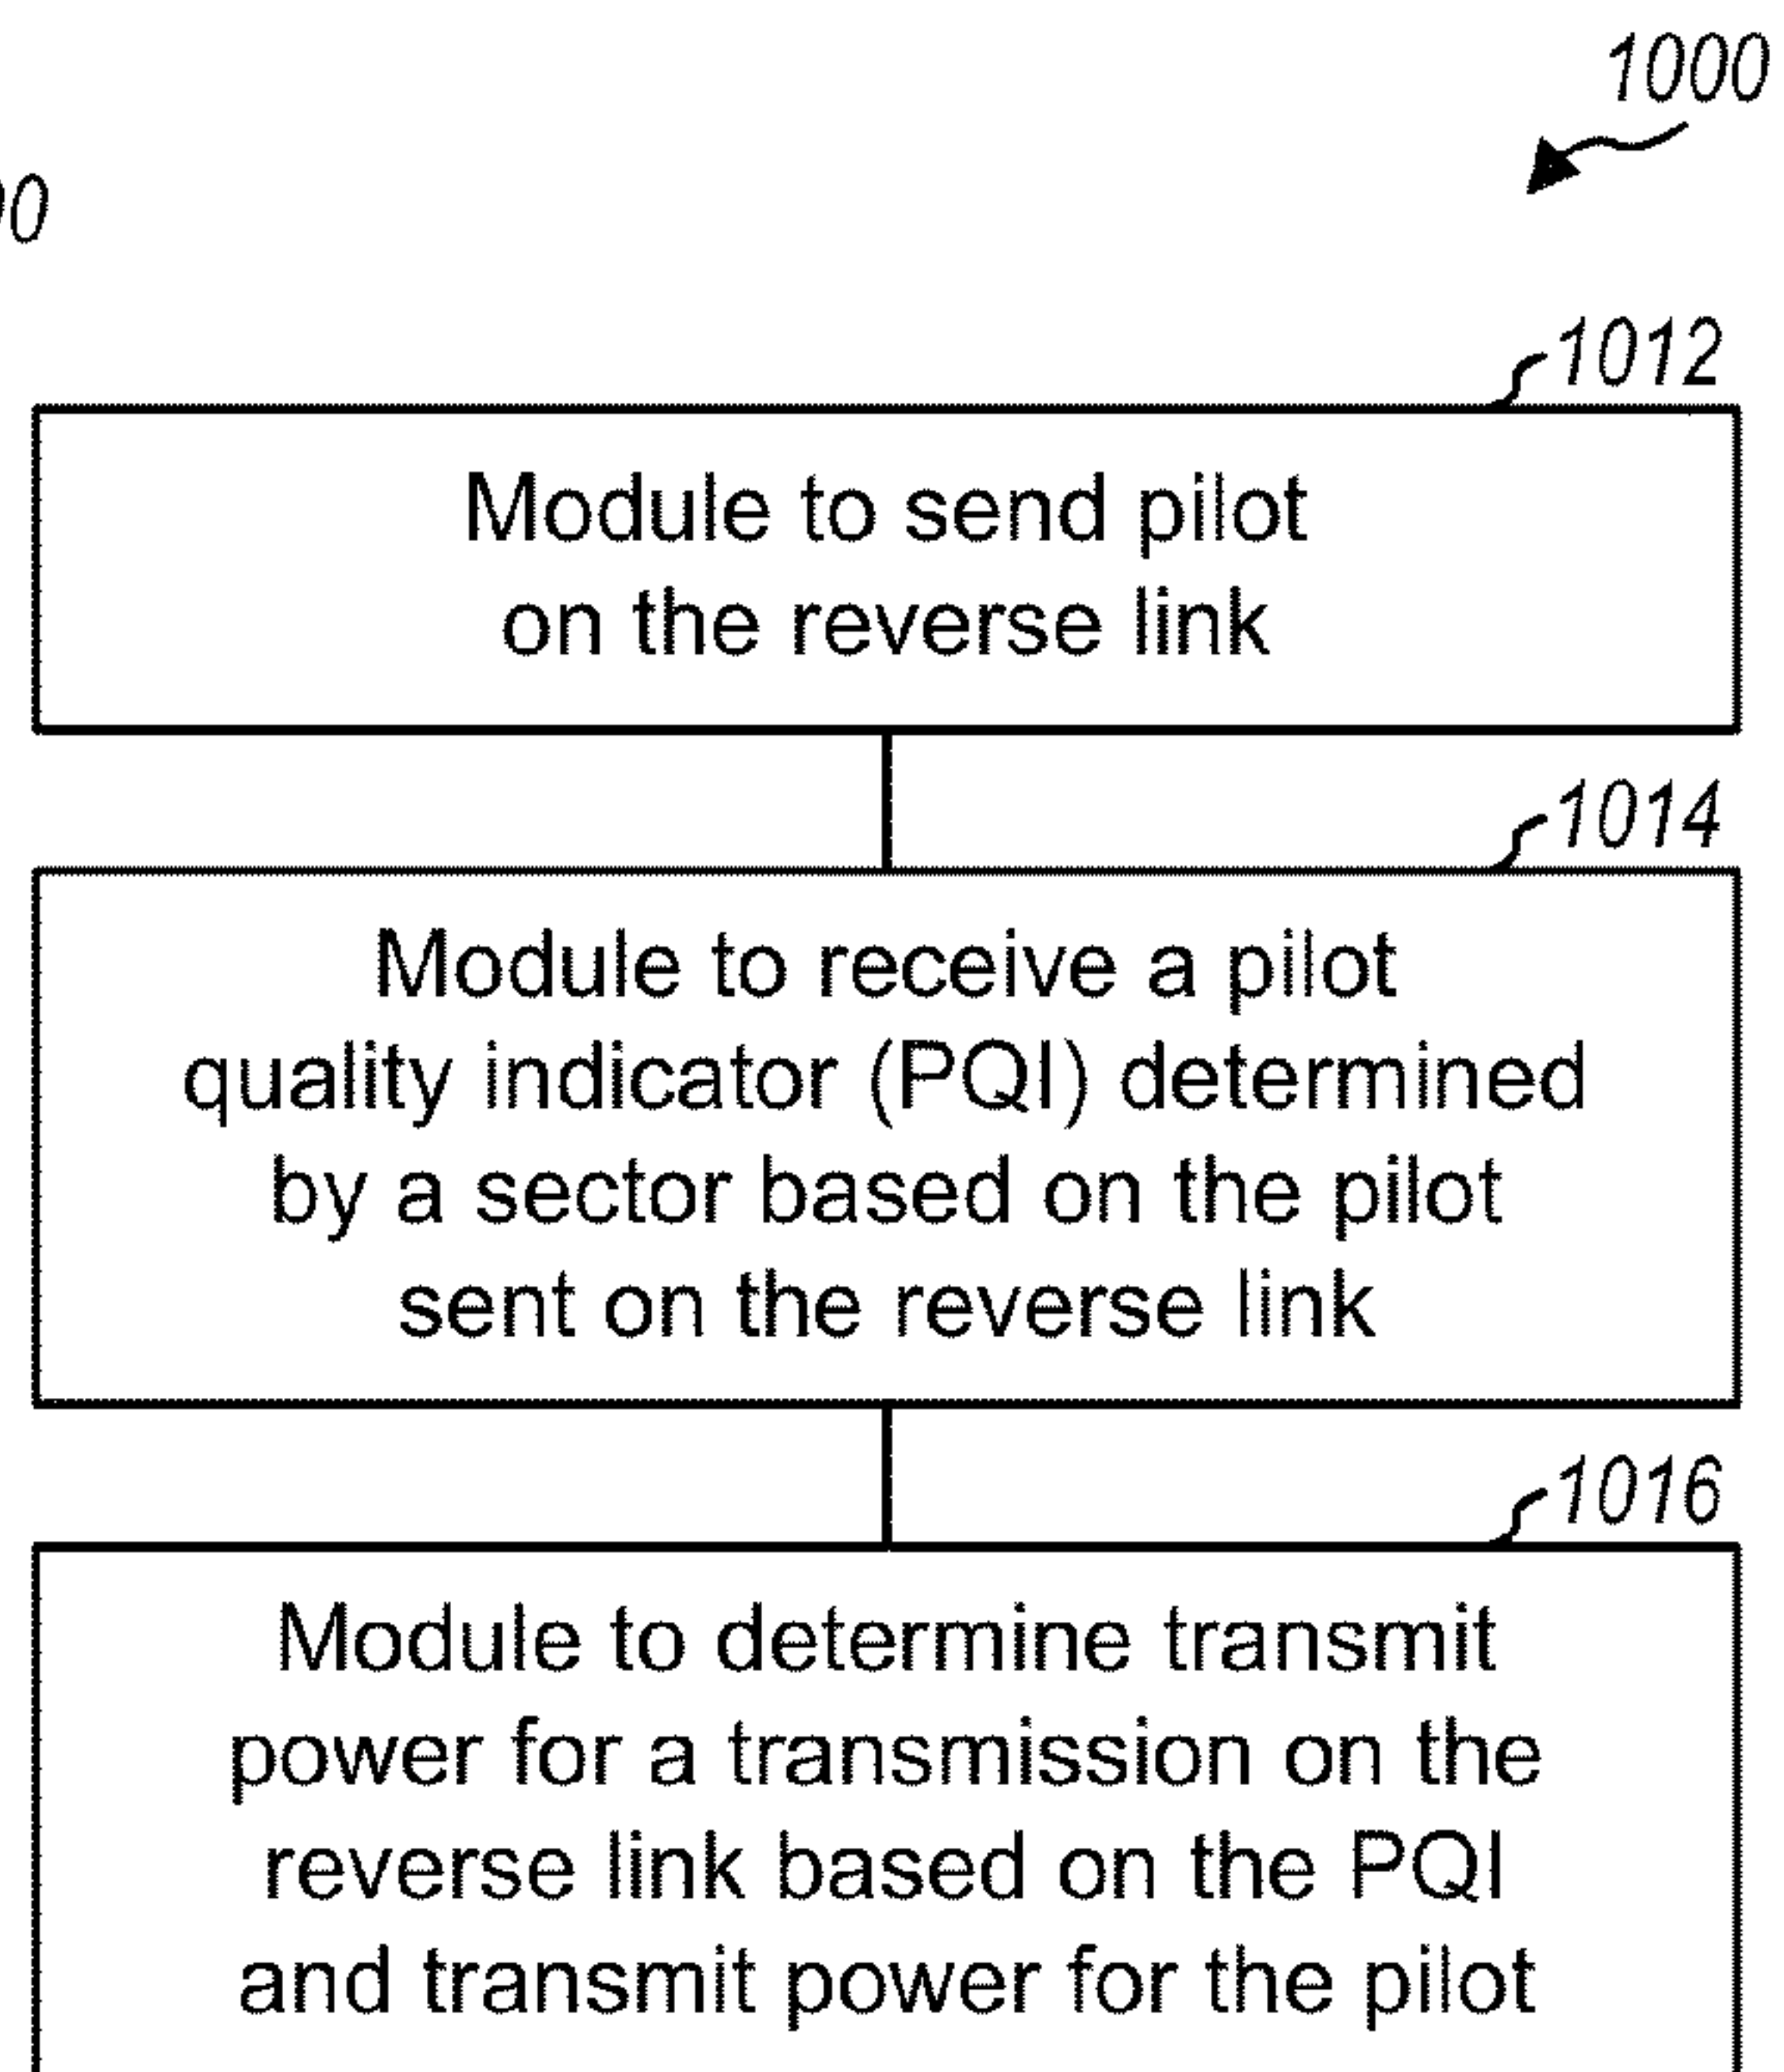 1000
1012
Module to send pilot
on the reverse link
1014
Module to receive a pilot
quality indicator (PQI) determined
by a sector based on the pilot
sent on the reverse link
1016
Module to determine transmit
power for a transmission on the
reverse link based on the PQI
and transmit power for the pilot